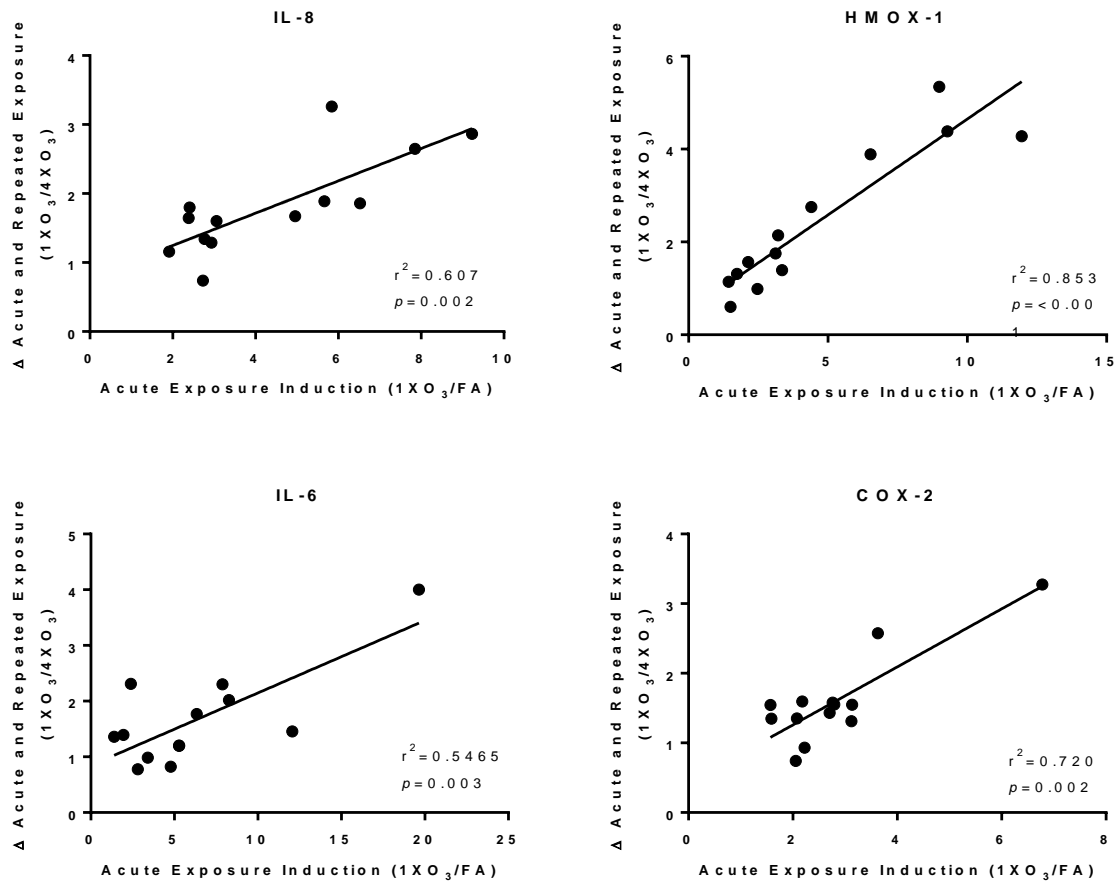 IL-8
Δ Acute and Repeated Exposure
(1XO3/4XO3)
4
3
2
1
0
r2=0.607
p=0.002
0 2 4 6 8 10
Acute Exposure Induction (1XO3/FA)
HMOX-1
Δ Acute and Repeated Exposure
(1XO3/4XO3)
6
4
2
0
r2=0.853
p=<0.00
1
0 5 10 15
Acute Exposure Induction (1XO3/FA)
IL-6
Δ Acute and Repeated Exposure
(1XO3/4XO3)
5
4
3
2
1
0
r2=0.5465
p=0.003
0 5 10 15 20 25
Acute Exposure Induction (1XO3/FA)
COX-2
Δ Acute and Repeated Exposure
(1XO3/4XO3)
4
3
2
1
0
r2=0.720
p=0.002
0 2 4 6 8
Acute Exposure Induction (1XO3/FA)